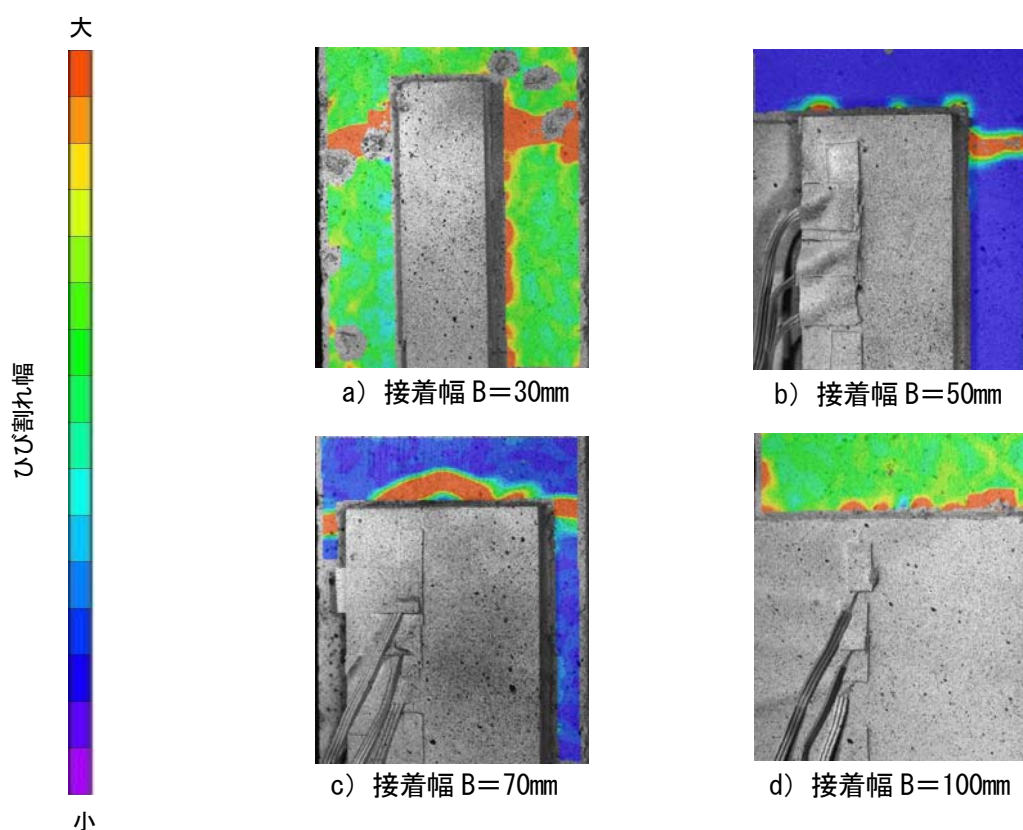 大
ひび割れ幅
小
a) 接着幅 B=30mm
b) 接着幅 B=50mm
c) 接着幅 B=70mm
d) 接着幅 B=100mm